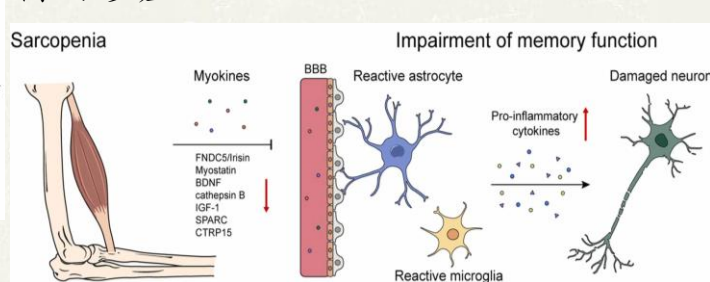 Sarcopenia
Impairment of memory function
Myokines
BBB
Reactive astrocyte
Damaged neuron
Pro-inflammatory
cytokines
FNDC5/Irisin
Myostatin
BDNF
cathepsin B
IGF-1
SPARC
CTRP15
Reactive microglia